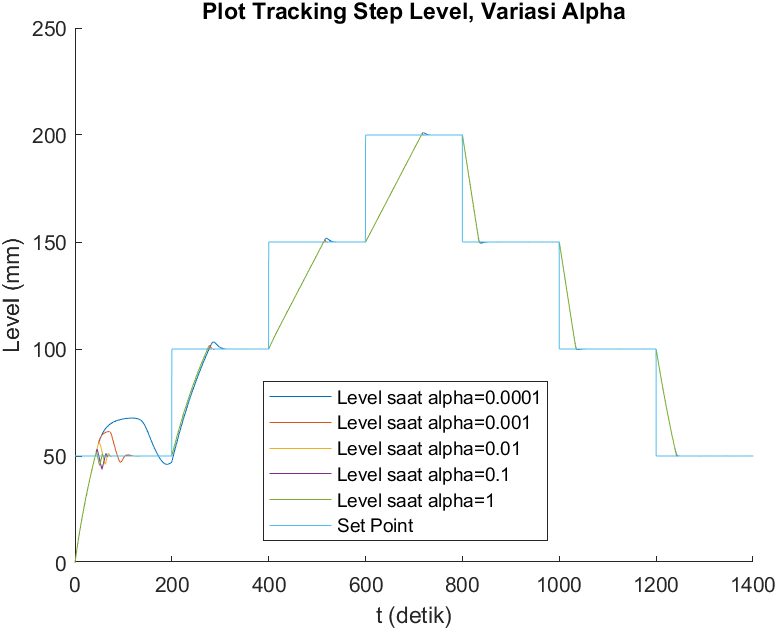 Plot Tracking Step Level, Variasi Alpha
250
200
150
100
50
0
Level (mm)
Level saat alpha=0.0001
Level saat alpha=0.001
Level saat alpha=0.01
Level saat alpha=0.1
Level saat alpha=1
Set Point
0 200 400 600 800 1000 1200 1400
t (detik)